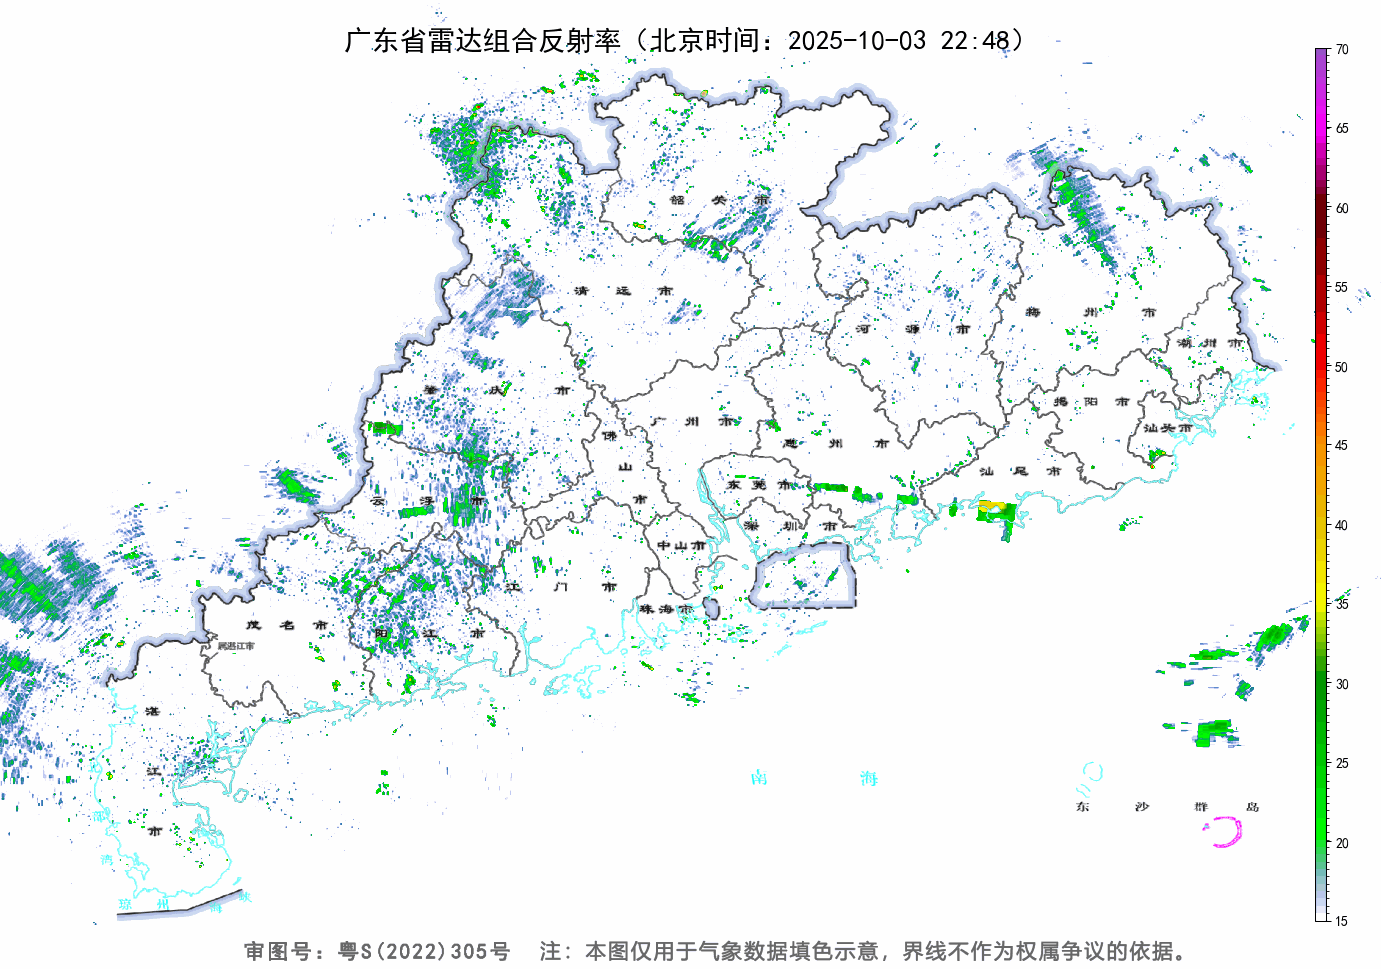 广东省雷达组合反射率（北京时间：2025-10-03 22:48）
70
65
60
55
50
45
40
35
30
25
20
15
韶 关 市
清 远 市
河 源 市
梅 州 市
潮 州 市
肇 庆 市
广 州 市
揭 阳 市
汕头市
佛 山 市
惠 州 市
汕 尾 市
云 浮 市
东 莞 市
深 圳 市
中山市
江 门 市
珠海市
茂 名 市
阳 江 市
属湛江市
湛 江 市
南 海
东 沙 群 岛
湾
琼 州 海 峡
审图号：粤S(2022)305号 注：本图仅用于气象数据填色示意，界线不作为权属争议的依据。